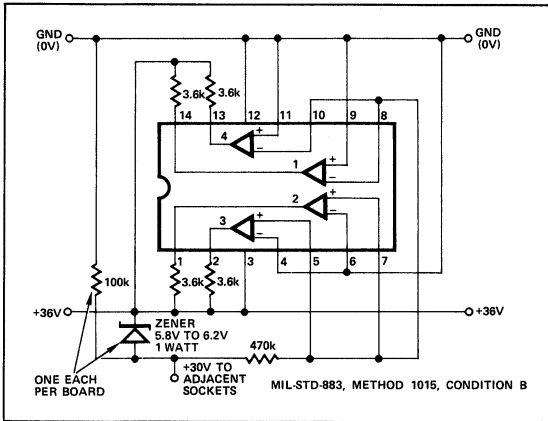 GND
(0V)
GND
(0V)
3.6k
3.6k
14
13
12
11
10
9
8
4
+
−
1
+
−
2
+
−
3
+
−
1
2
3
4
5
6
7
100k
3.6k
3.6k
+36V
+36V
ZENER
5.8V TO 6.2V
1 WATT
470k
ONE EACH
PER BOARD
+30V TO
ADJACENT
SOCKETS
MIL-STD-883, METHOD 1015, CONDITION B